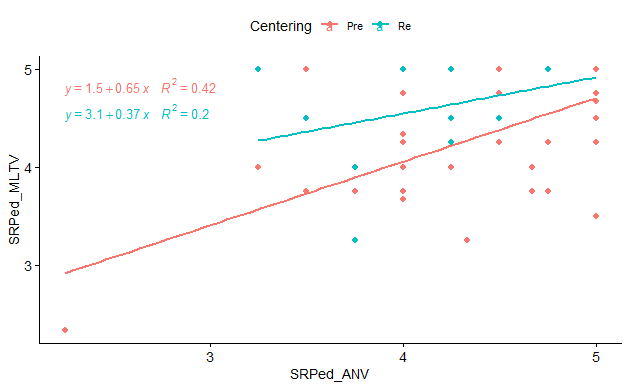 Centering a Pre a Re
5
y = 1.5 + 0.65 x R² = 0.42
y = 3.1 + 0.37 x R² = 0.2
4
3
SRPed_MLTV
3 4 5
SRPed_ANV